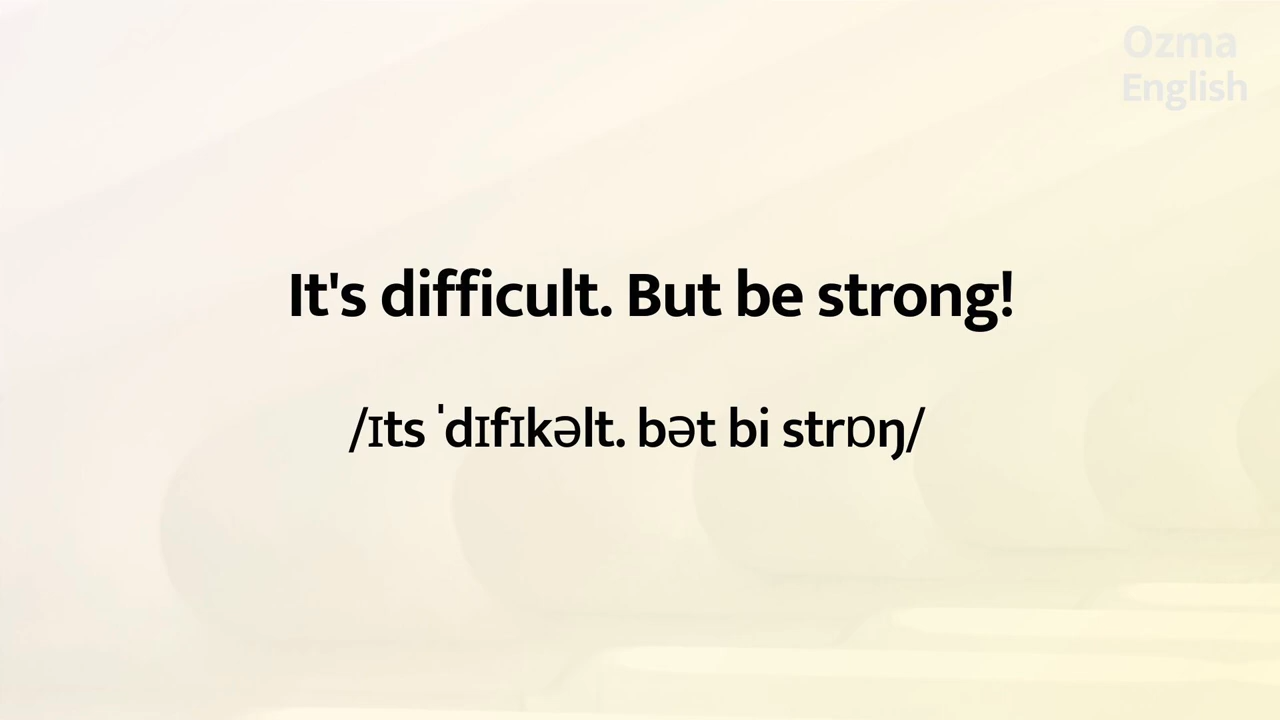 Ozma
English
It's difficult. But be strong!
/ɪts ˈdɪfɪkəlt. bət bi strɒŋ/